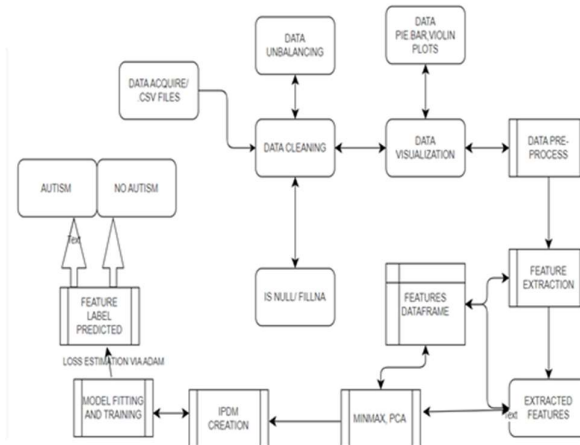 DATA
UNBALANCING
DATA
PIE.BAR,VIOLIN
PLOTS
DATA ACQUIRE/
.CSV FILES
DATA CLEANING
DATA
VISUALIZATION
DATA PRE-
PROCESS
AUTISM
NO AUTISM
Text
FEATURE
LABEL
PREDICTED
IS NULL/ FILLNA
FEATURES
DATAFRAME
FEATURE
EXTRACTION
LOSS ESTIMATION VIA ADAM
MODEL FITTING
AND TRAINING
IPDM
CREATION
MINMAX, PCA
Text
EXTRACTED
FEATURES